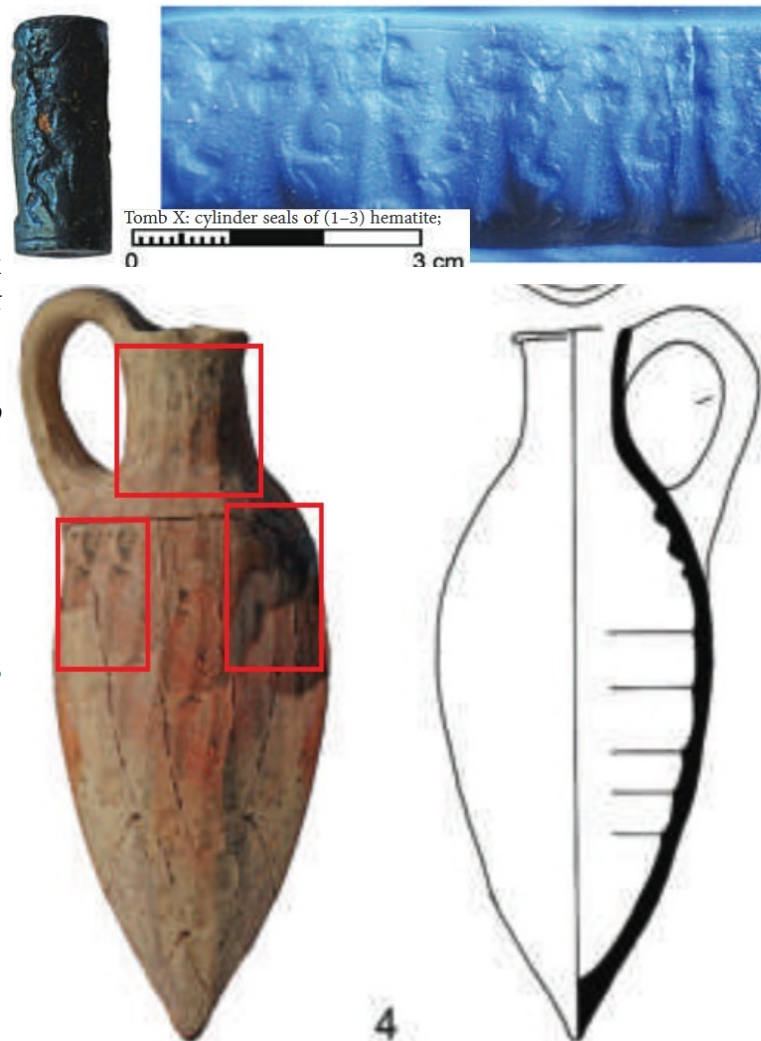 Tomb X: cylinder seals of (1–3) hematite;
0 3 cm
4